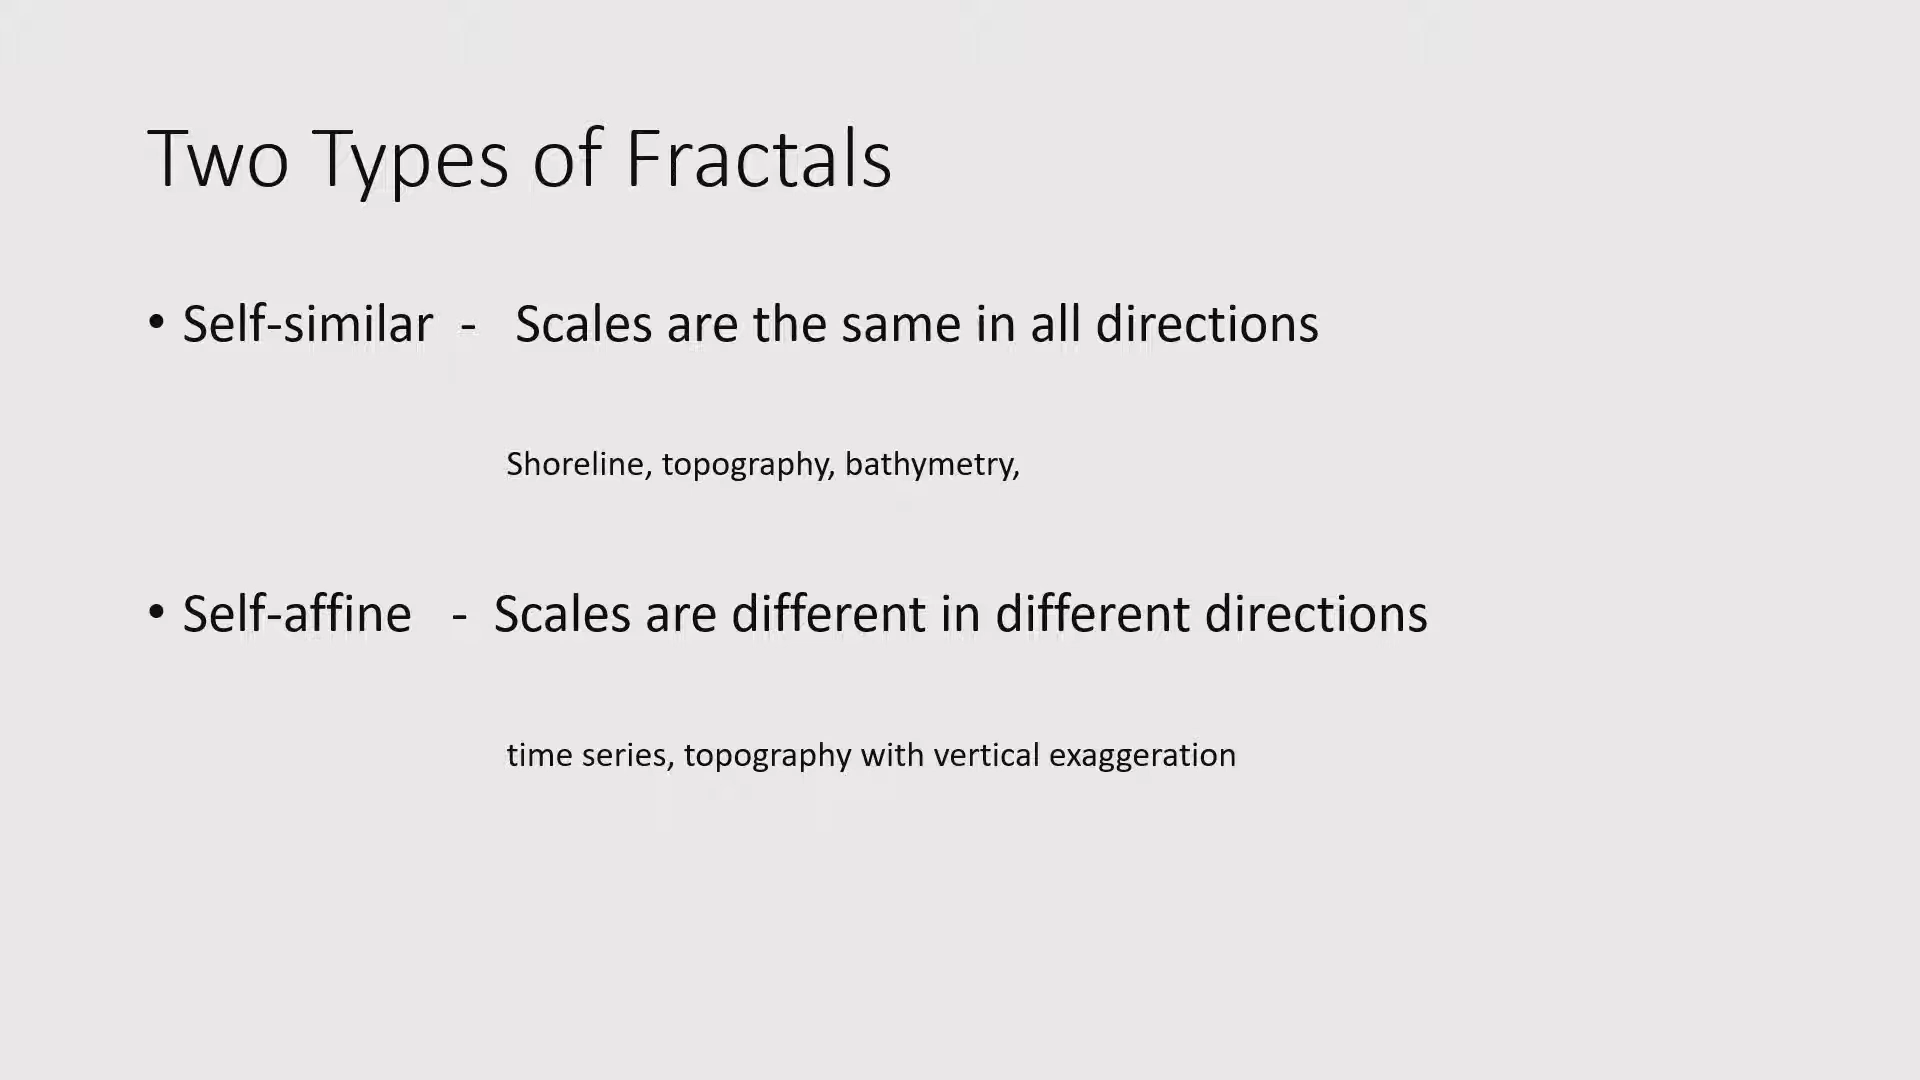 Two Types of Fractals
• Self-similar - Scales are the same in all directions
Shoreline, topography, bathymetry,
• Self-affine - Scales are different in different directions
time series, topography with vertical exaggeration